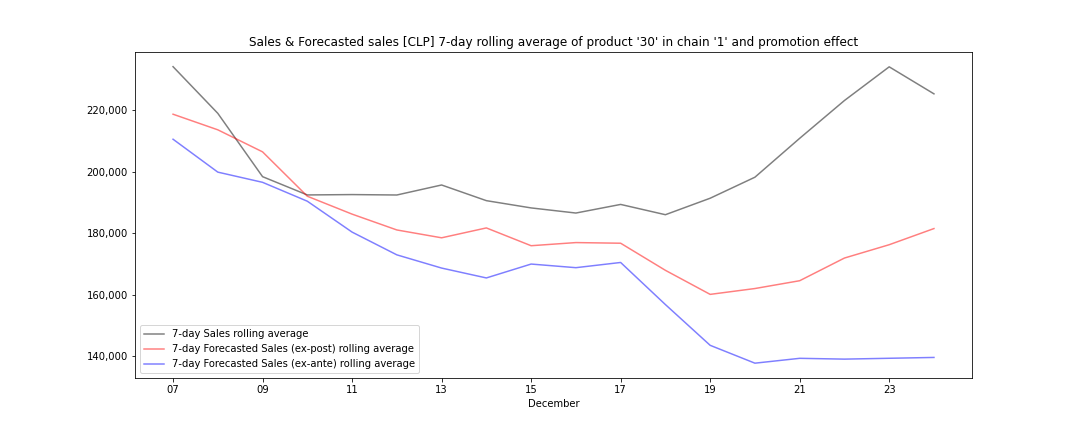 Sales & Forecasted sales [CLP] 7-day rolling average of product '30' in chain '1' and promotion effect
220,000
200,000
180,000
160,000
140,000
7-day Sales rolling average
7-day Forecasted Sales (ex-post) rolling average
7-day Forecasted Sales (ex-ante) rolling average
07 09 11 13 15 17 19 21 23
December